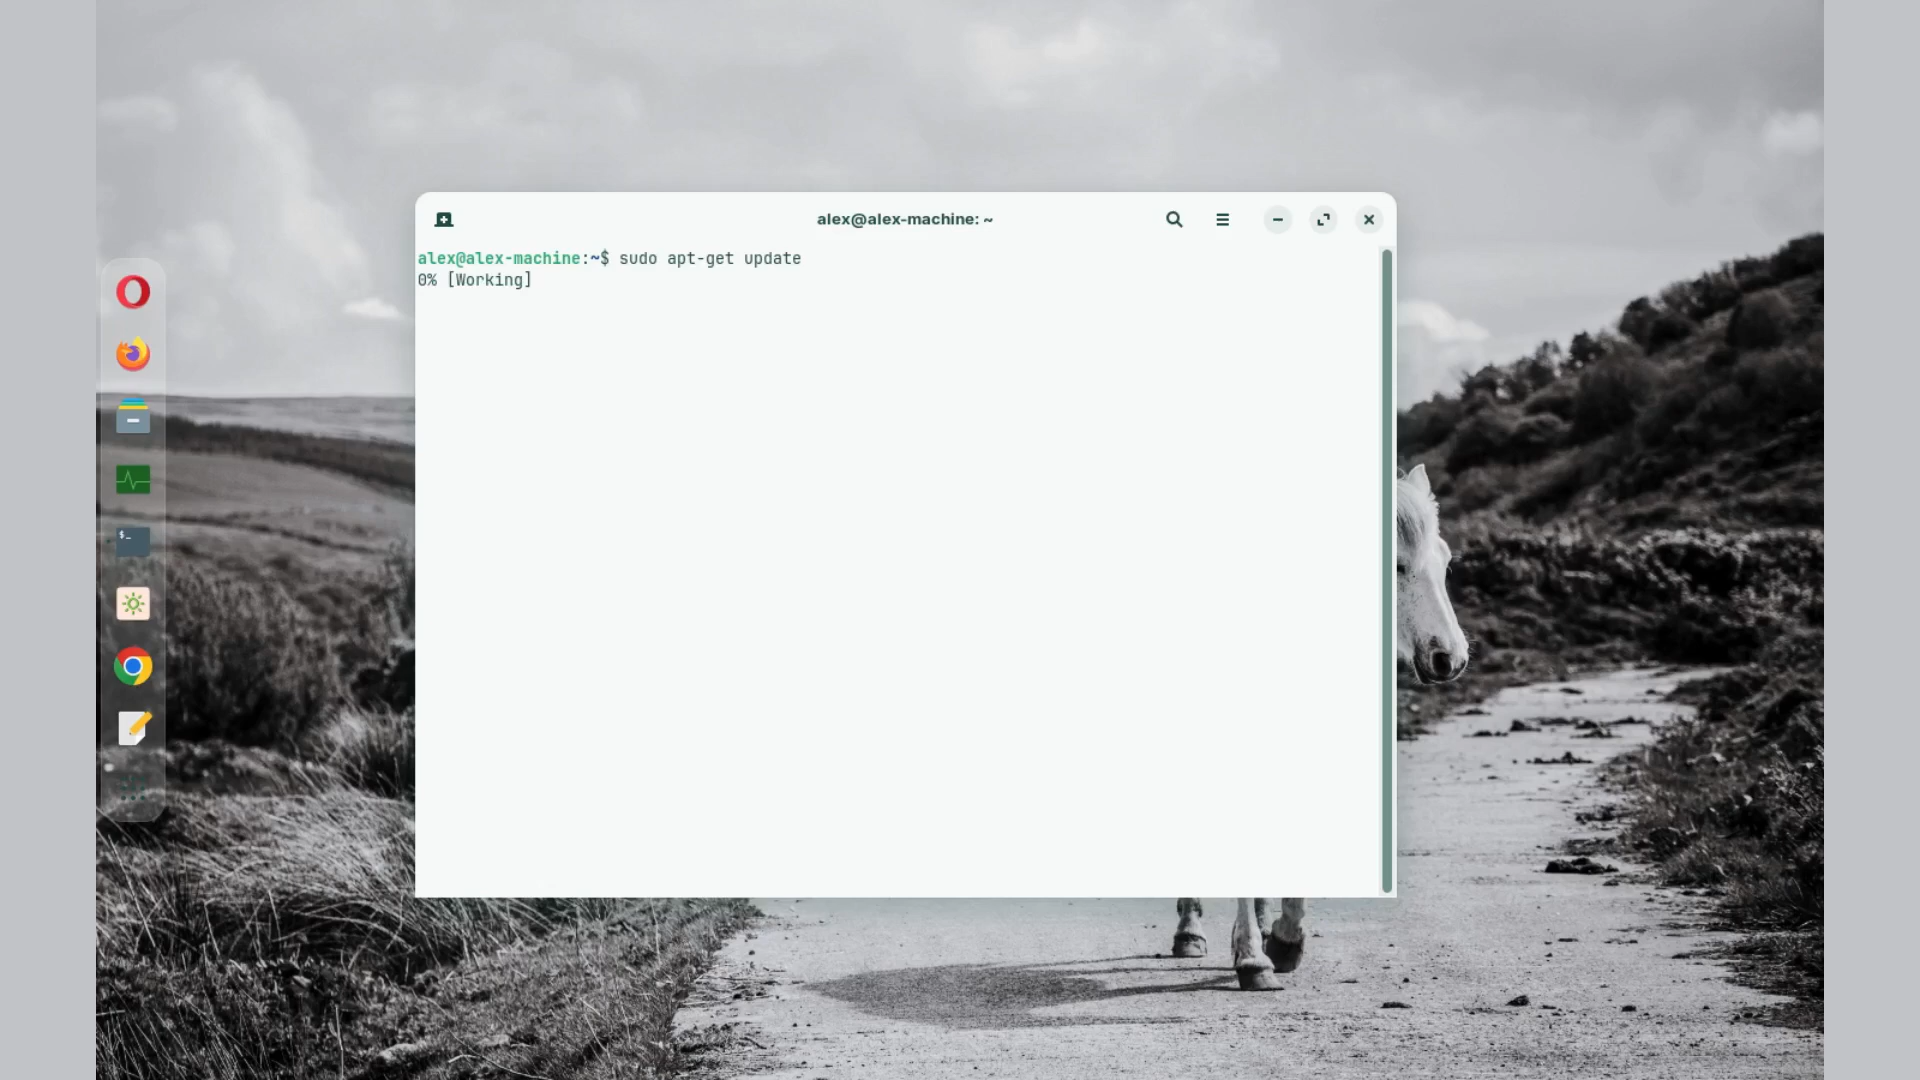 alex@alex-machine: ~
alex@alex-machine:~$ sudo apt-get update
0% [Working]
$_